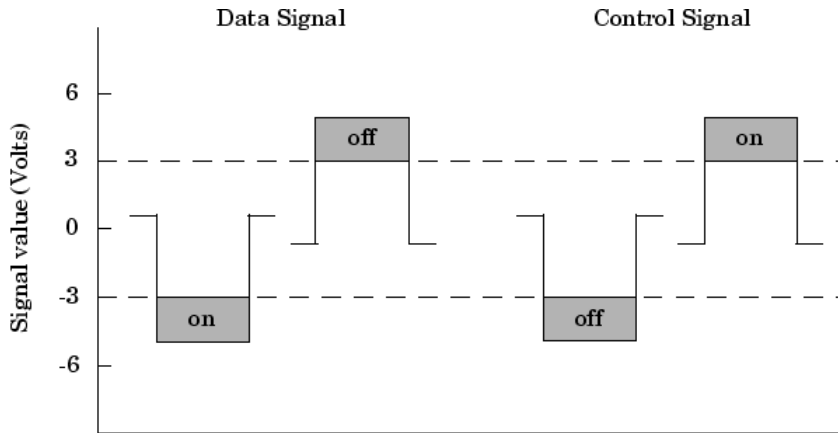 Data Signal
Control Signal
Signal value (Volts)
6
3
0
-3
-6
off
on
on
off